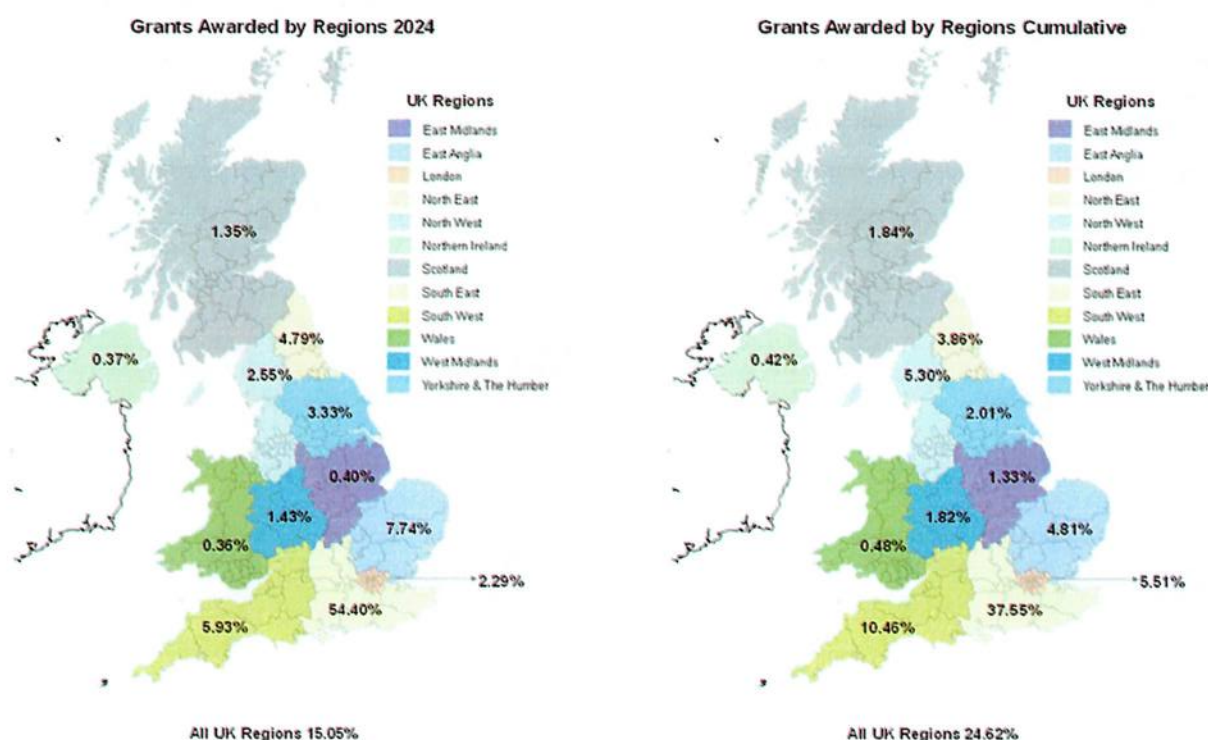 Grants Awarded by Regions 2024
UK Regions
East Midlands
East Anglia
London
North East
North West
Northern Ireland
Scotland
South East
South West
Wales
West Midlands
Yorkshire & The Humber
1.35%
4.79%
0.37%
2.55%
3.33%
0.40%
1.43%
7.74%
0.36%
2.29%
54.40%
5.93%
All UK Regions 15.05%
Grants Awarded by Regions Cumulative
UK Regions
East Midlands
East Anglia
London
North East
North West
Northern Ireland
Scotland
South East
South West
Wales
West Midlands
Yorkshire & The Humber
1.84%
3.86%
0.42%
5.30%
2.01%
1.33%
1.82%
4.81%
0.48%
5.51%
37.55%
10.46%
All UK Regions 24.62%